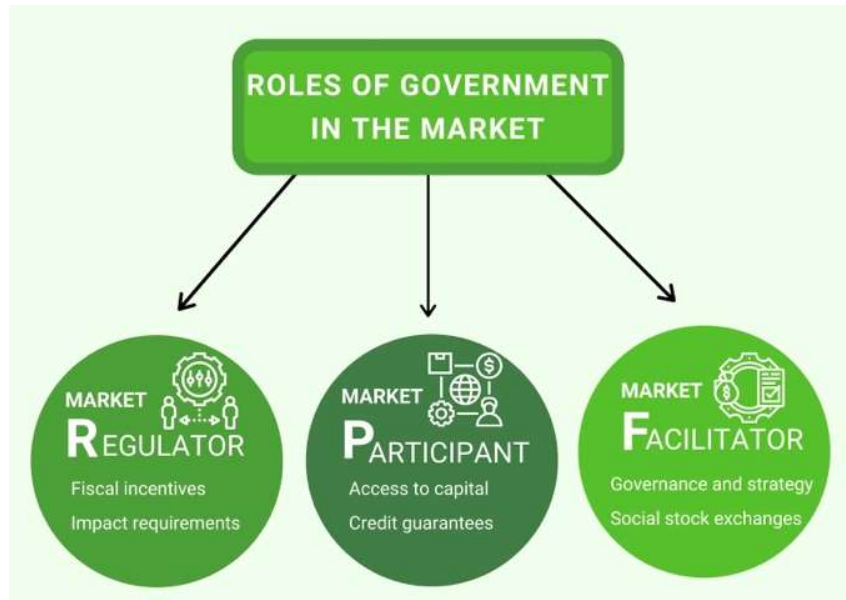 ROLES OF GOVERNMENT
IN THE MARKET
MARKET
REGULATOR
Fiscal incentives
Impact requirements
MARKET
PARTICIPANT
Access to capital
Credit guarantees
MARKET
FACILITATOR
Governance and strategy
Social stock exchanges